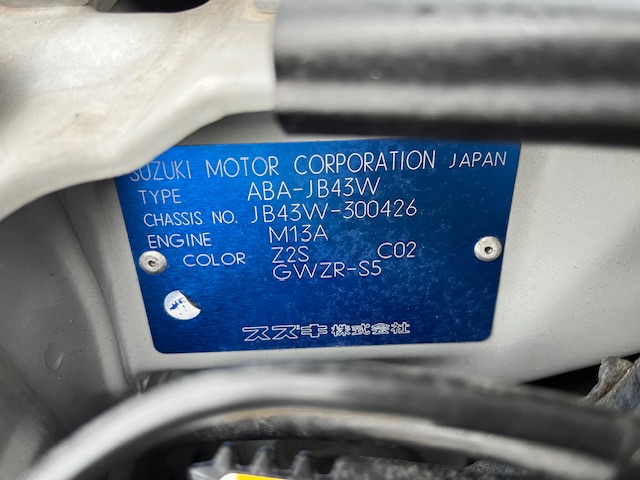 SUZUKI MOTOR CORPORATION JAPAN
TYPE ABA-JB43W
CHASSIS NO. JB43W-300426
ENGINE M13A
COLOR Z2S C02
GWZR-S5
スズキ株式会社